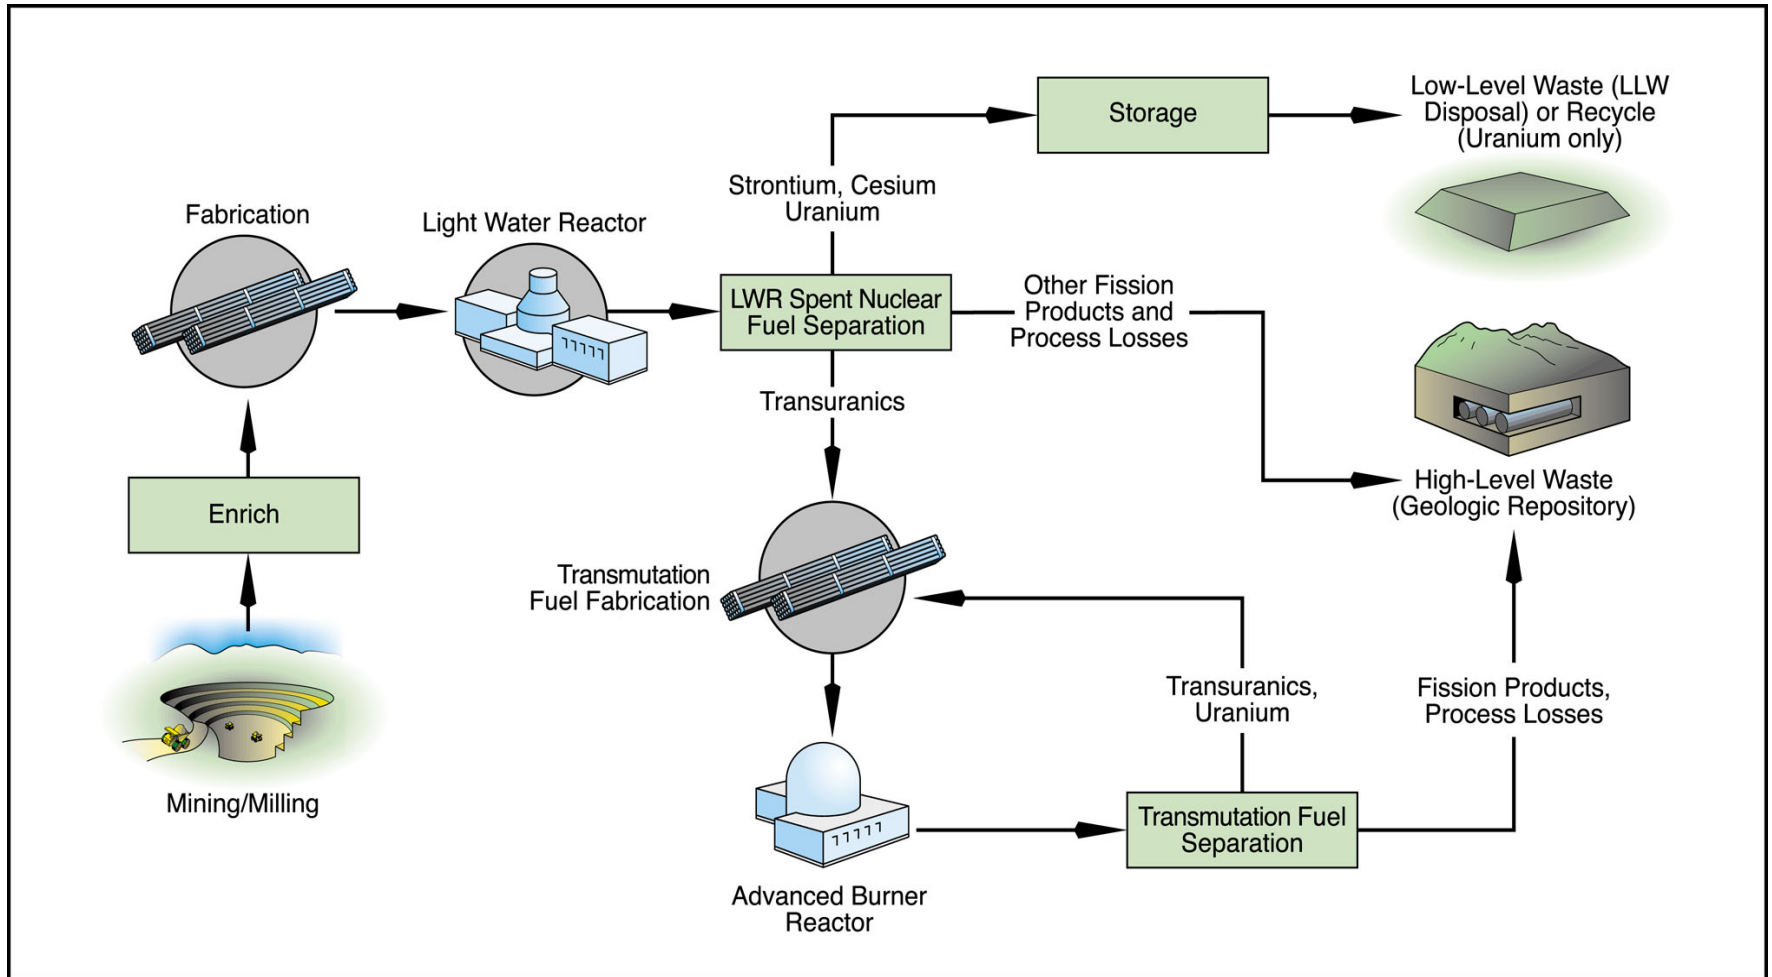 Fabrication
Light Water Reactor
Storage
Low-Level Waste (LLW
Disposal) or Recycle
(Uranium only)
Strontium, Cesium
Uranium
LWR Spent Nuclear
Fuel Separation
Other Fission
Products and
Process Losses
Transuranics
Enrich
High-Level Waste
(Geologic Repository)
Transmutation
Fuel Fabrication
Mining/Milling
Transuranics,
Uranium
Fission Products,
Process Losses
Transmutation Fuel
Separation
Advanced Burner
Reactor